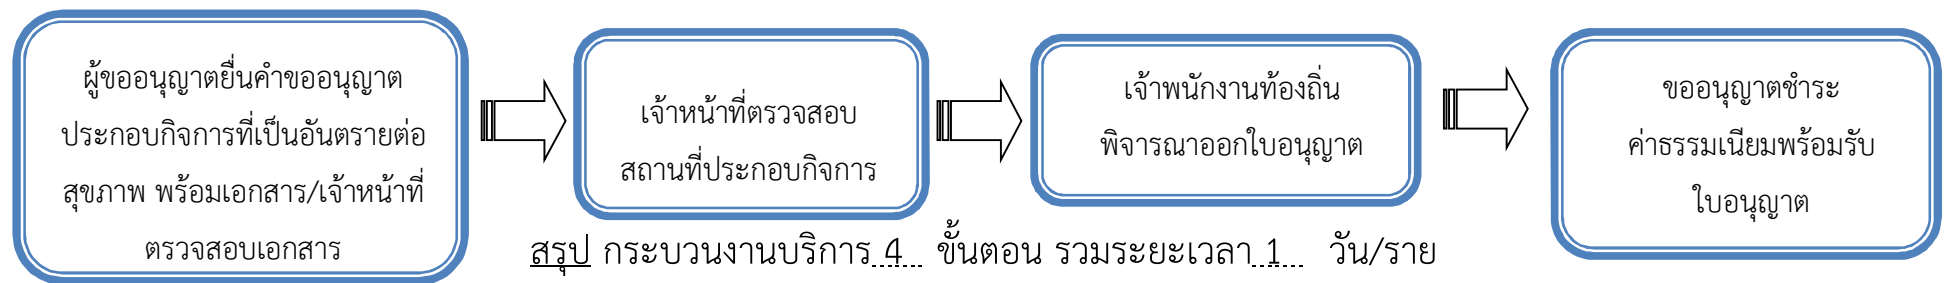 ผู้ขออนุญาตยื่นคำขออนุญาต
ประกอบกิจการที่เป็นอันตรายต่อ
สุขภาพ พร้อมเอกสาร/เจ้าหน้าที่
ตรวจสอบเอกสาร
เจ้าหน้าที่ตรวจสอบ
สถานที่ประกอบกิจการ
เจ้าพนักงานท้องถิ่น
พิจารณาออกใบอนุญาต
ขออนุญาตชำระ
ค่าธรรมเนียมพร้อมรับ
ใบอนุญาต
สรุป กระบวนงานบริการ 4 ขั้นตอน รวมระยะเวลา 1 วัน/ราย